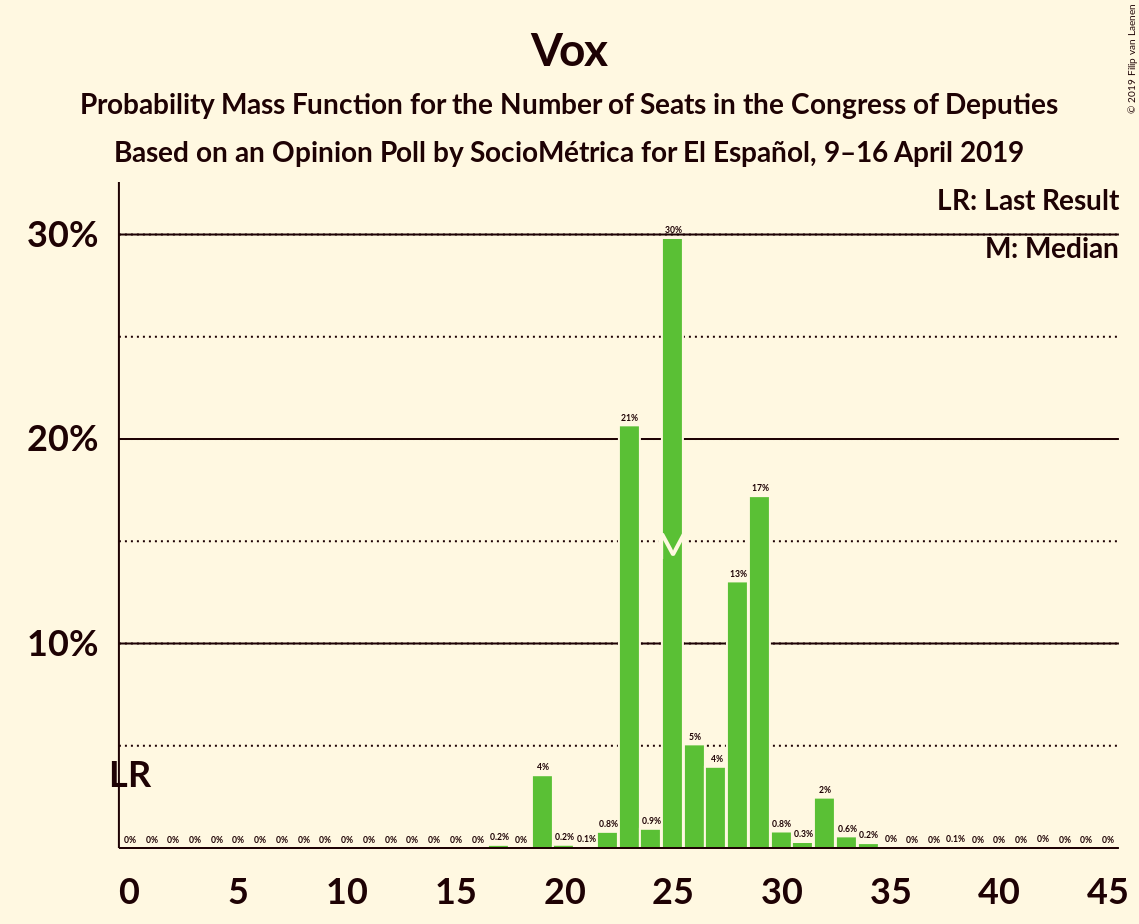 © 2019 Filip van Laenen
Vox
Probability Mass Function for the Number of Seats in the Congress of Deputies
Based on an Opinion Poll by SocioMétrica for El Español, 9–16 April 2019
LR: Last Result
M: Median
30%
20%
10%
30%
21%
17%
13%
5%
4%
4%
2%
LR
M
0% 0% 0% 0% 0% 0% 0% 0% 0% 0% 0% 0% 0% 0% 0% 0% 0% 0.2% 0% 0.2% 0.1% 0.8% 0.9% 0.8% 0.3% 0.6% 0.2% 0% 0% 0% 0.1% 0% 0% 0% 0% 0% 0% 0%
0 5 10 15 20 25 30 35 40 45